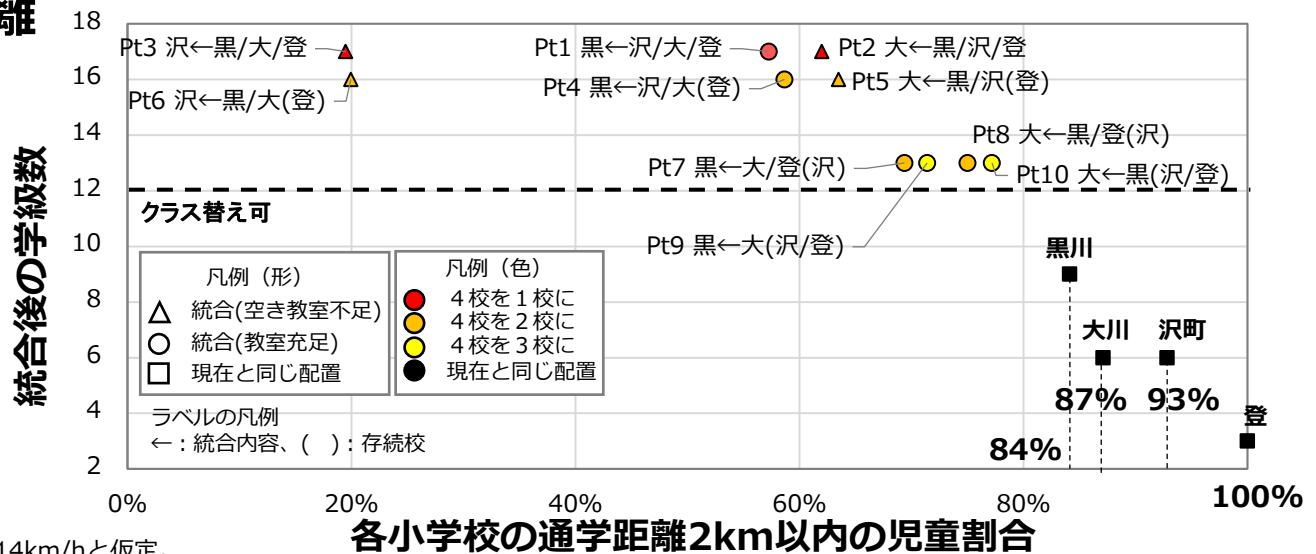 離
統合後の学級数
18
16
14
12
10
8
6
4
2
Pt3 沢←黒/大/登
Pt6 沢←黒/大(登)
Pt1 黒←沢/大/登
Pt2 大←黒/沢/登
Pt4 黒←沢/大(登)
Pt5 大←黒/沢(登)
Pt8 大←黒/登(沢)
Pt7 黒←大/登(沢)
Pt10 大←黒(沢/登)
クラス替え可
Pt9 黒←大(沢/登)
凡例（形）
統合(空き教室不足)
統合(教室充足)
現在と同じ配置
凡例（色）
４校を１校に
４校を２校に
４校を３校に
現在と同じ配置
ラベルの凡例
←：統合内容、(　)：存続校
黒川
大川 沢町
87% 93%
登
84%
0% 20% 40% 60% 80% 100%
各小学校の通学距離2km以内の児童割合
14km/hと仮定。